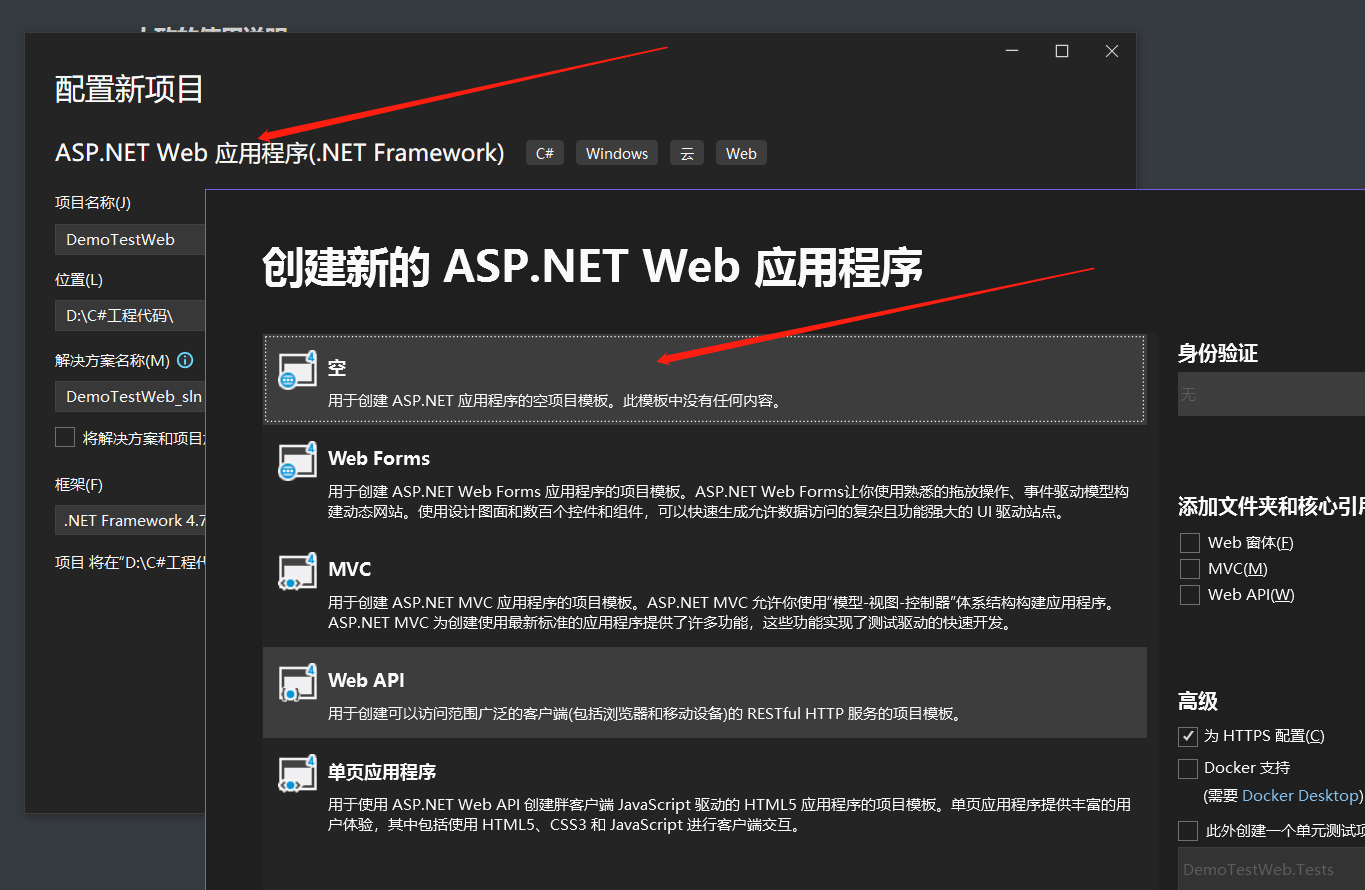 配置新项目
ASP.NET Web 应用程序(.NET Framework)
C#
Windows
云
Web
项目名称(J)
DemoTestWeb
位置(L)
D:\C#工程代码\
解决方案名称(M)
DemoTestWeb_sln
将解决方案和项目
框架(F)
.NET Framework 4.7
项目 将在“D:\C#工程
创建新的 ASP.NET Web 应用程序
空
用于创建 ASP.NET 应用程序的空项目模板。此模板中没有任何内容。
Web Forms
用于创建 ASP.NET Web Forms 应用程序的项目模板。ASP.NET Web Forms让你使用熟悉的拖放操作、事件驱动模型构
建动态网站。使用设计图面和数百个控件和组件，可以快速生成允许数据访问的复杂且功能强大的 UI 驱动站点。
MVC
用于创建 ASP.NET MVC 应用程序的项目模板。ASP.NET MVC 允许你使用“模型-视图-控制器”体系结构构建应用程序。
ASP.NET MVC 为创建使用最新标准的应用程序提供了许多功能，这些功能实现了测试驱动的快速开发。
Web API
用于创建可以访问范围广泛的客户端(包括浏览器和移动设备)的 RESTful HTTP 服务的项目模板。
单页应用程序
用于使用 ASP.NET Web API 创建胖客户端 JavaScript 驱动的 HTML5 应用程序的项目模板。单页应用程序提供丰富的用
户体验，其中包括使用 HTML5、CSS3 和 JavaScript 进行客户端交互。
身份验证
无
添加文件夹和核心引用
Web 窗体(F)
MVC(M)
Web API(W)
高级
为 HTTPS 配置(C)
Docker 支持
(需要 Docker Desktop)
此外创建一个单元测试项
DemoTestWeb.Tests